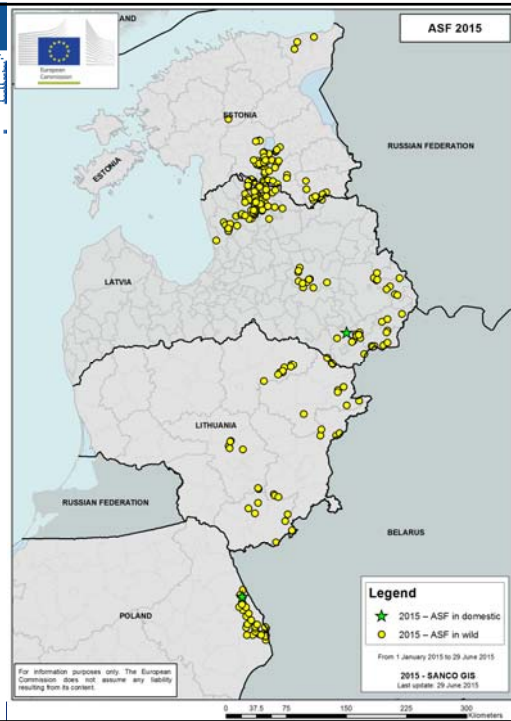 AND
ASF 2015
European
Commission
ESTONIA
RUSSIAN FEDERATION
ESTONIA
LATVIA
LITHUANIA
RUSSIAN FEDERATION
BELARUS
POLAND
Legend
2015 – ASF in domestic
2015 – ASF in wild
From 1 January 2015 to 29 June 2015
2015 - SANCO GIS
Last update: 29 June 2015
For information purposes only. The European
Commission does not assume any liability
resulting from its content.
0 37.5 75 150 225 300
Kilometers